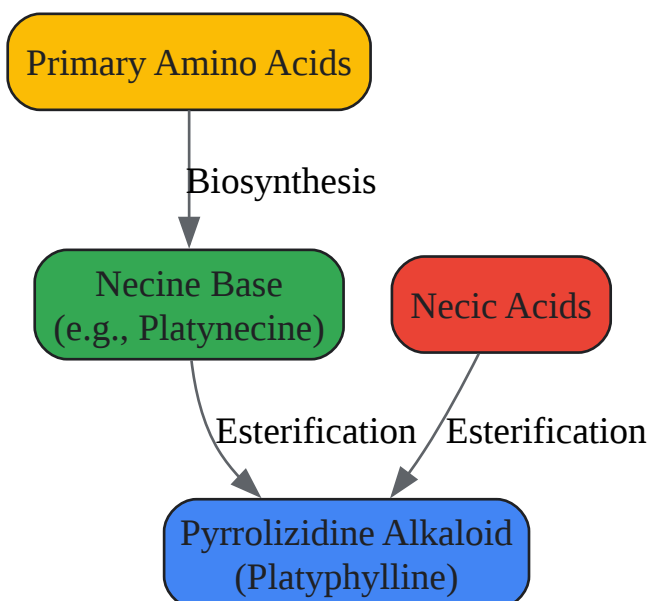 Primary Amino Acids
Biosynthesis
Necine Base
(e.g., Platynecine)
Necic Acids
Esterification
Esterification
Pyrrolizidine Alkaloid
(Platyphylline)